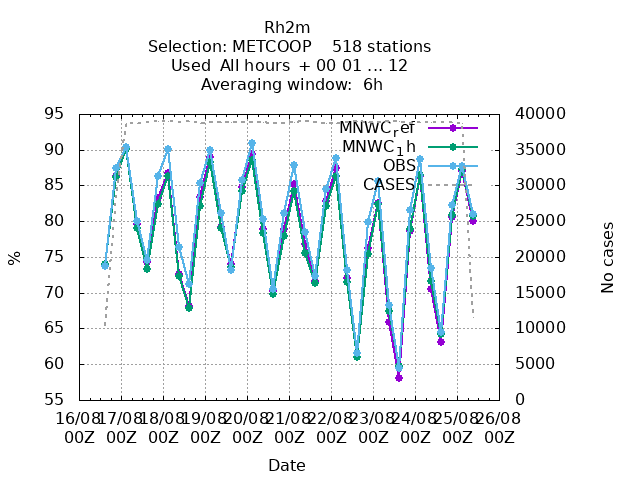 Rh2m
Selection: METCOOP    518 stations
Used  All hours  + 00 01 ... 12
Averaging window:  6h
95 40000
90 35000
85 30000
80 25000
75 20000
70 15000
65 10000
60 5000
55 0
%
No cases
MNWC_ref
MNWC_1h
OBS
CASES
16/08 17/08 18/08 19/08 20/08 21/08 22/08 23/08 24/08 25/08 26/08
00Z 00Z 00Z 00Z 00Z 00Z 00Z 00Z 00Z 00Z 00Z
Date